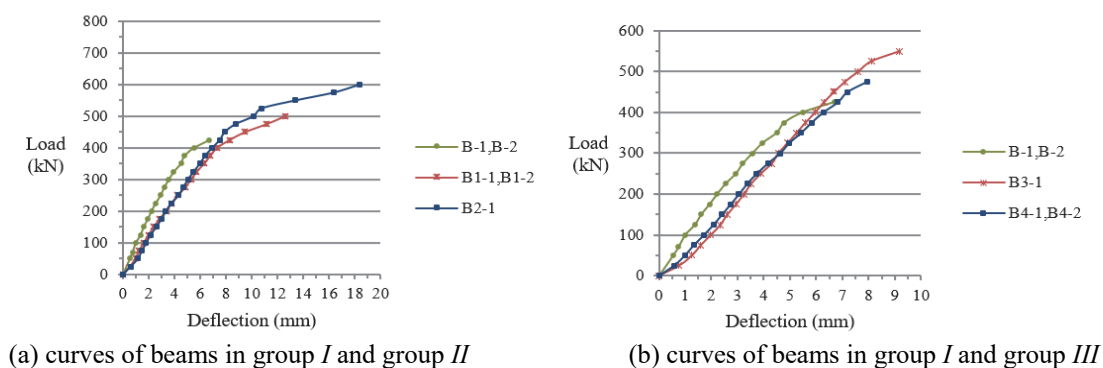 800
700
600
500
400
300
200
100
0
Load
(kN)
0 2 4 6 8 10 12 14 16 18 20
Deflection (mm)
B-1,B-2
B1-1,B1-2
B2-1
(a) curves of beams in group I and group II
600
500
400
300
200
100
0
Load
(kN)
0 1 2 3 4 5 6 7 8 9 10
Deflection (mm)
B-1,B-2
B3-1
B4-1,B4-2
(b) curves of beams in group I and group III